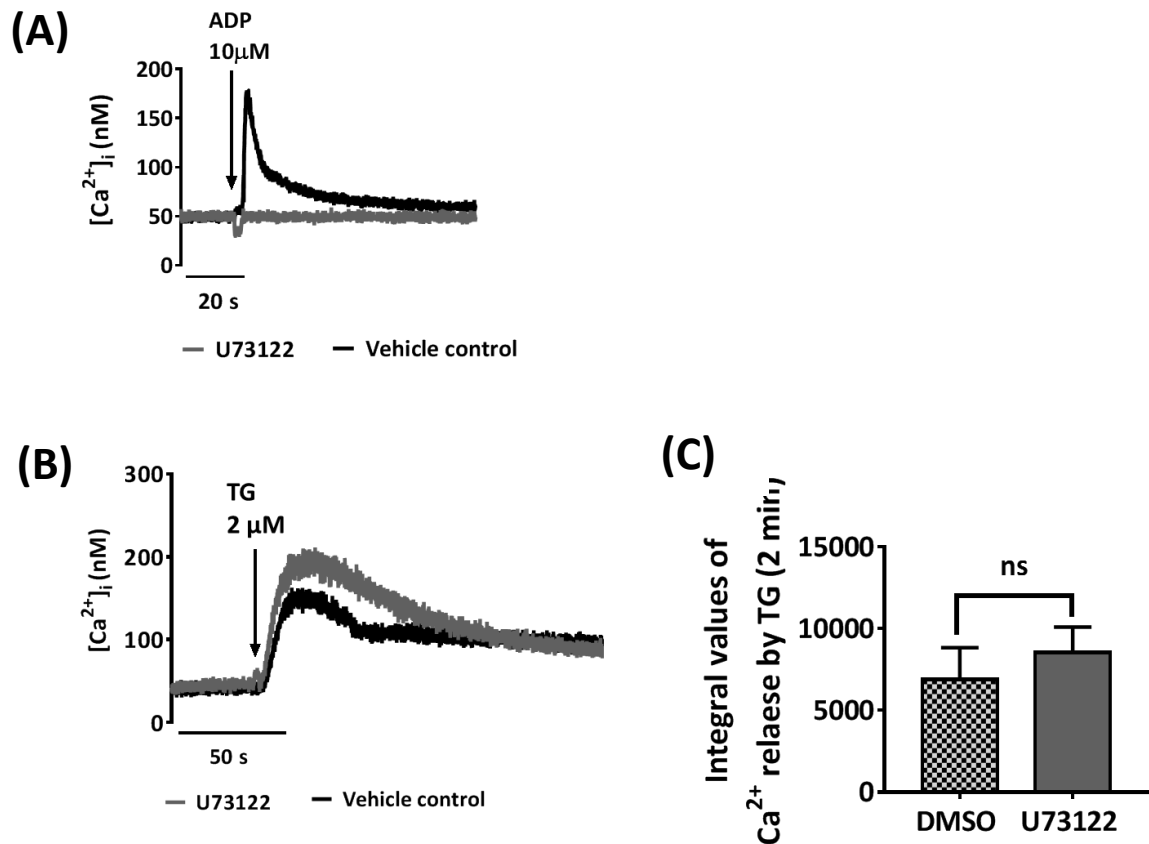 (A)
ADP
10µM
[Ca2+]i (nM)
200
150
100
50
0
20 s
U73122
Vehicle control
(B)
TG
2 µM
[Ca2+]i (nM)
300
200
100
0
50 s
U73122
Vehicle control
(C)
Integral values of
Ca2+ relaese by TG (2 min)
15000
10000
5000
0
ns
DMSO
U73122